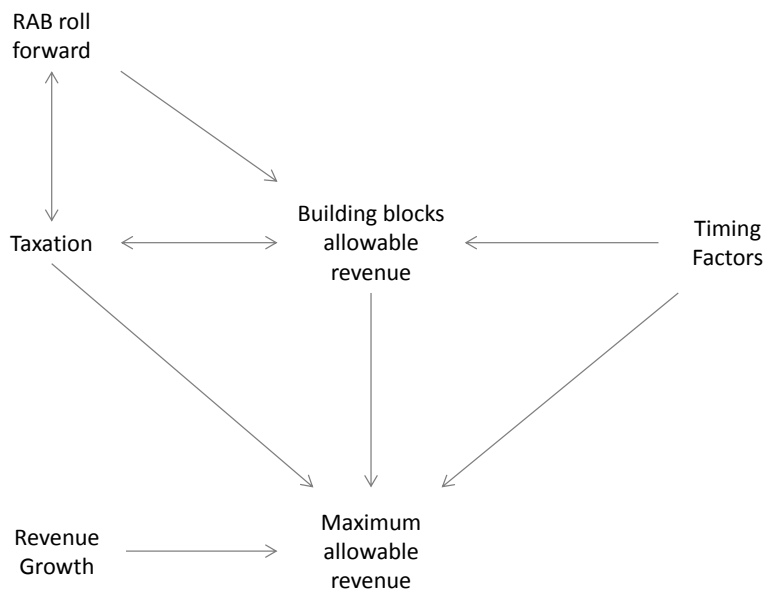 RAB roll
forward
Taxation
Building blocks
allowable
revenue
Timing
Factors
Revenue
Growth
Maximum
allowable
revenue